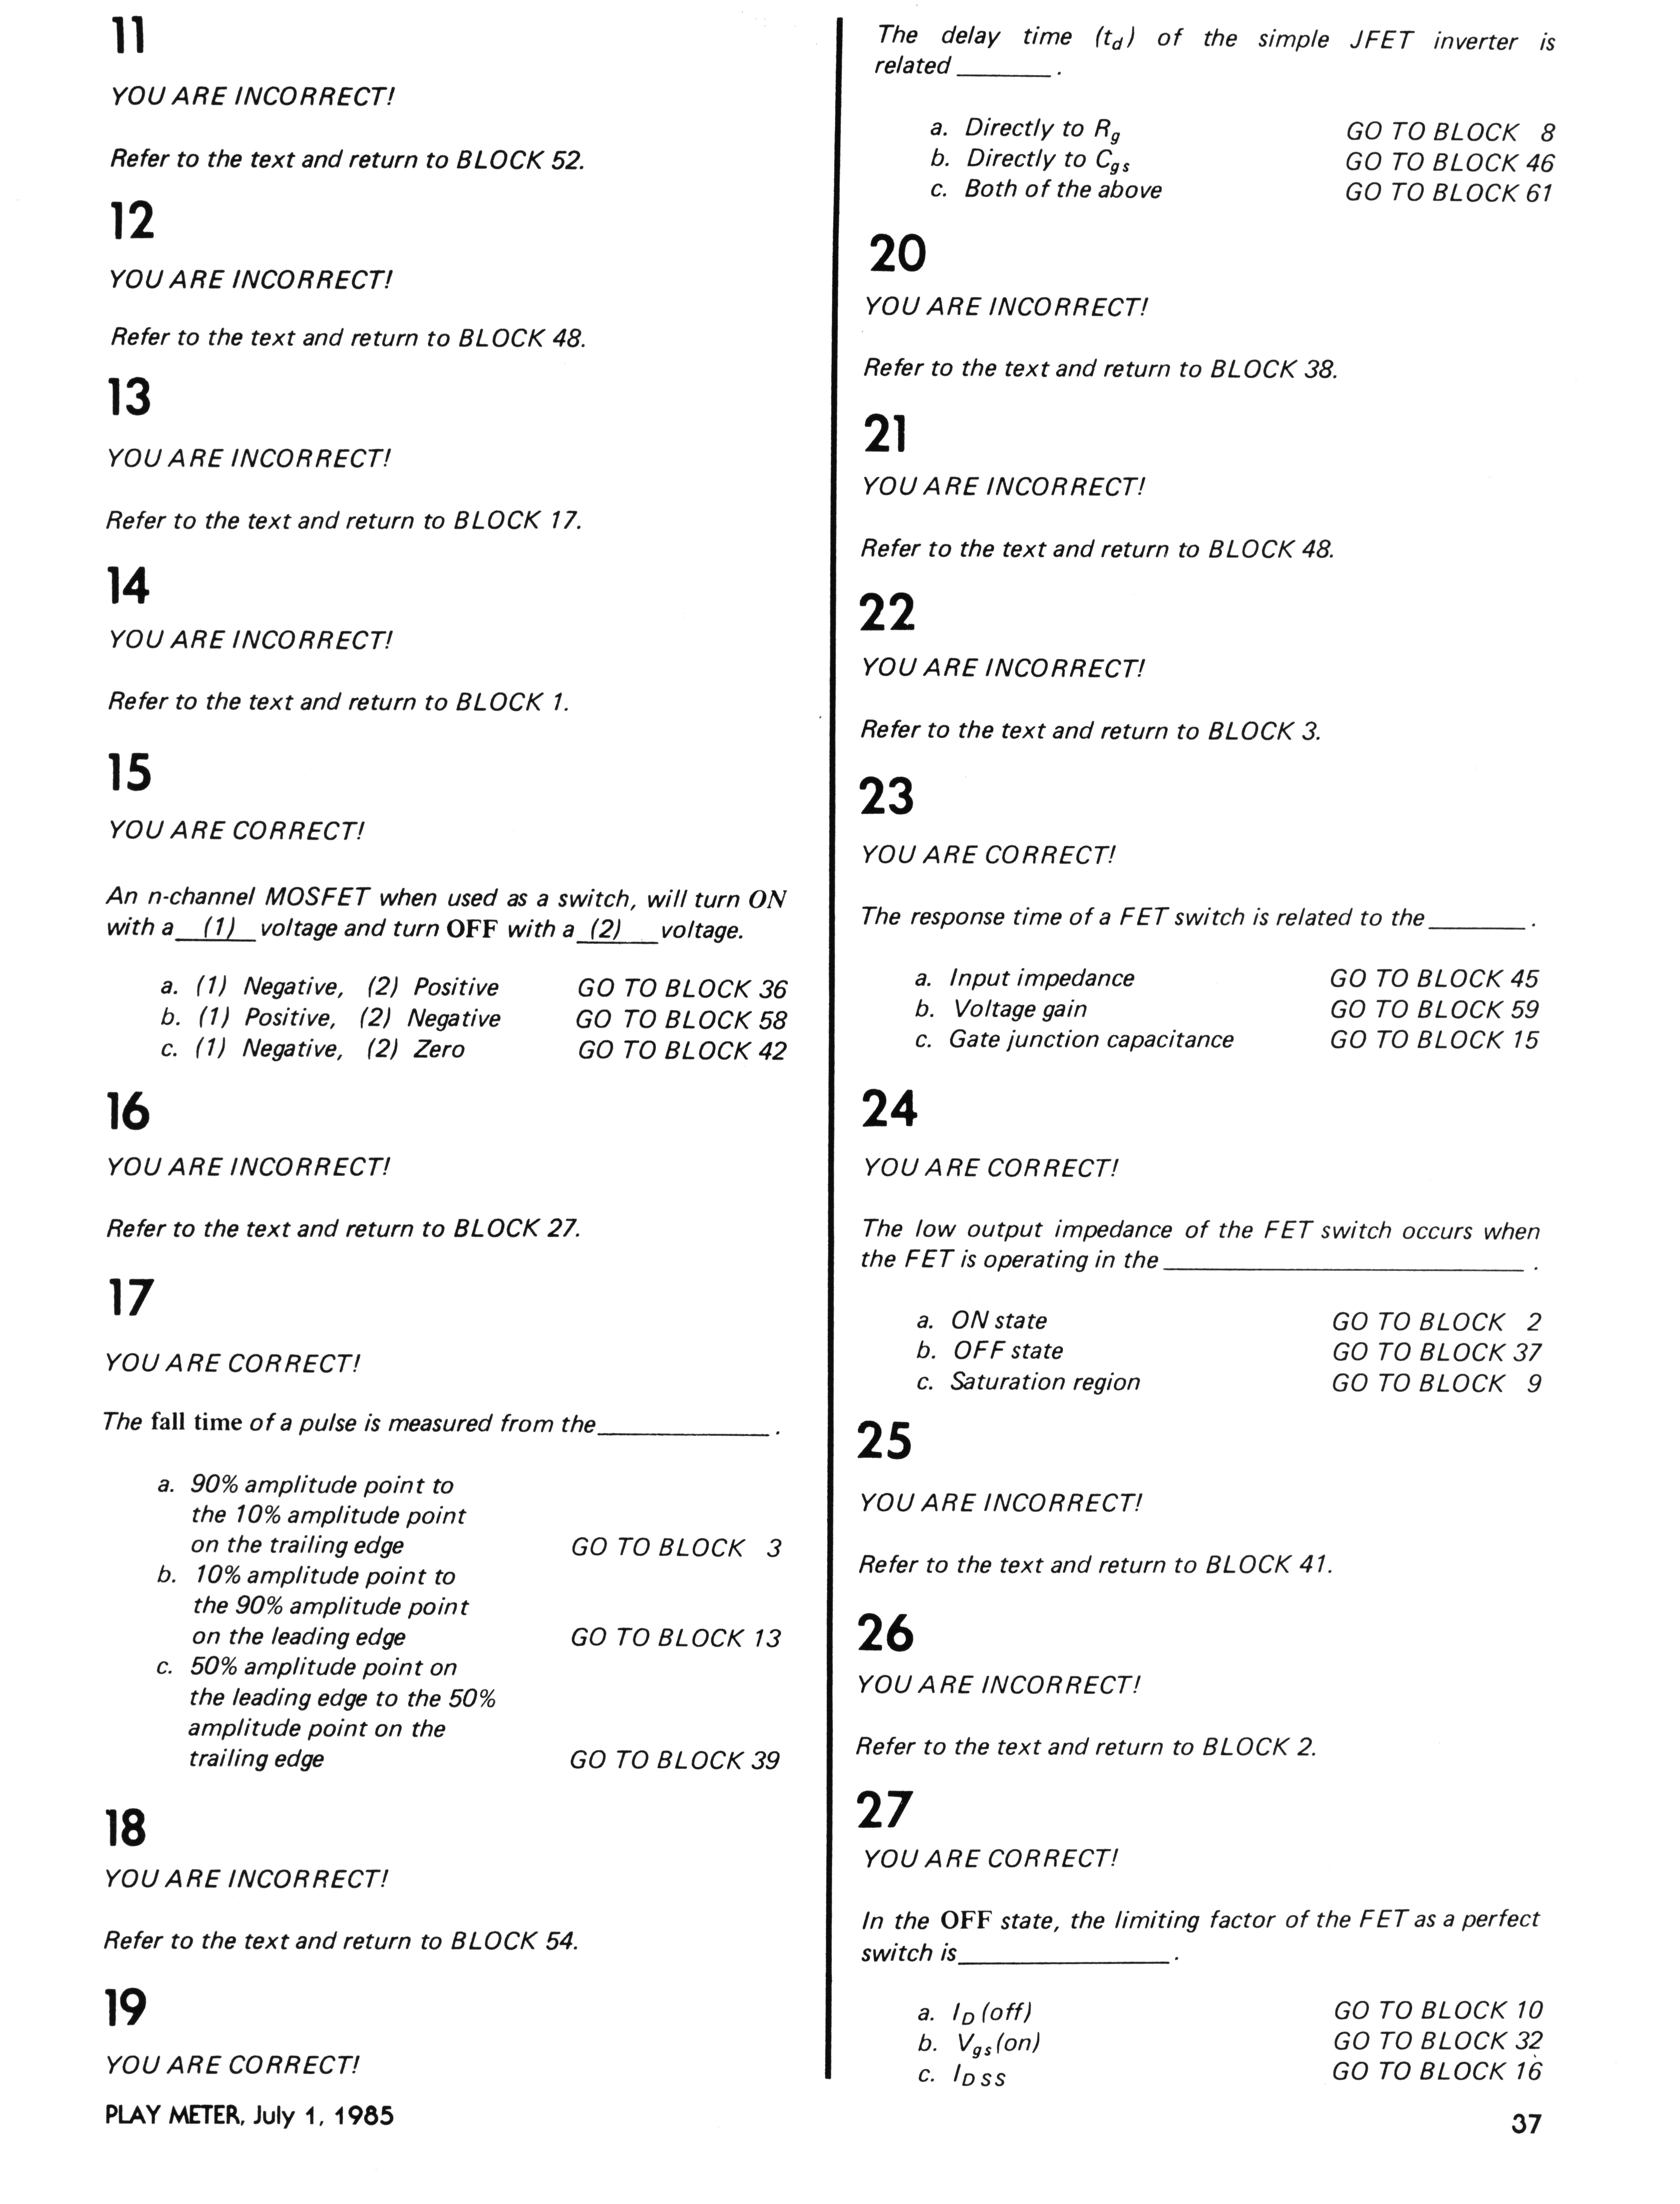 11
YOU ARE INCORRECT!
Refer to the text and return to BLOCK 52.
12
YOU ARE INCORRECT!
Refer to the text and return to BLOCK 48.
13
YOU ARE INCORRECT!
Refer to the text and return to BLOCK 17.
14
YOU ARE INCORRECT!
Refer to the text and return to BLOCK 1.
15
YOU ARE CORRECT!
An n-channel MOSFET when used as a switch, will turn ON
with a (1) voltage and turn OFF with a (2) voltage.
a. (1) Negative, (2) Positive GO TO BLOCK 36
b. (1) Positive, (2) Negative GO TO BLOCK 58
c. (1) Negative, (2) Zero GO TO BLOCK 42
16
YOU ARE INCORRECT!
Refer to the text and return to BLOCK 27.
17
YOU ARE CORRECT!
The fall time of a pulse is measured from the ____________ .
a. 90% amplitude point to
the 10% amplitude point
on the trailing edge GO TO BLOCK 3
b. 10% amplitude point to
the 90% amplitude point
on the leading edge GO TO BLOCK 13
c. 50% amplitude point on
the leading edge to the 50%
amplitude point on the
trailing edge GO TO BLOCK 39
18
YOU ARE INCORRECT!
Refer to the text and return to BLOCK 54.
19
YOU ARE CORRECT!
PLAY METER, July 1, 1985
The delay time (td) of the simple JFET inverter is
related _______ .
a. Directly to Rg GO TO BLOCK 8
b. Directly to Cgs GO TO BLOCK 46
c. Both of the above GO TO BLOCK 61
20
YOU ARE INCORRECT!
Refer to the text and return to BLOCK 38.
21
YOU ARE INCORRECT!
Refer to the text and return to BLOCK 48.
22
YOU ARE INCORRECT!
Refer to the text and return to BLOCK 3.
23
YOU ARE CORRECT!
The response time of a FET switch is related to the _______ .
a. Input impedance GO TO BLOCK 45
b. Voltage gain GO TO BLOCK 59
c. Gate junction capacitance GO TO BLOCK 15
24
YOU ARE CORRECT!
The low output impedance of the FET switch occurs when
the FET is operating in the __________________________ .
a. ON state GO TO BLOCK 2
b. OFF state GO TO BLOCK 37
c. Saturation region GO TO BLOCK 9
25
YOU ARE INCORRECT!
Refer to the text and return to BLOCK 41.
26
YOU ARE INCORRECT!
Refer to the text and return to BLOCK 2.
27
YOU ARE CORRECT!
In the OFF state, the limiting factor of the FET as a perfect
switch is _______________ .
a. ID (off) GO TO BLOCK 10
b. Vgs (on) GO TO BLOCK 32
c. IDSS GO TO BLOCK 16
37